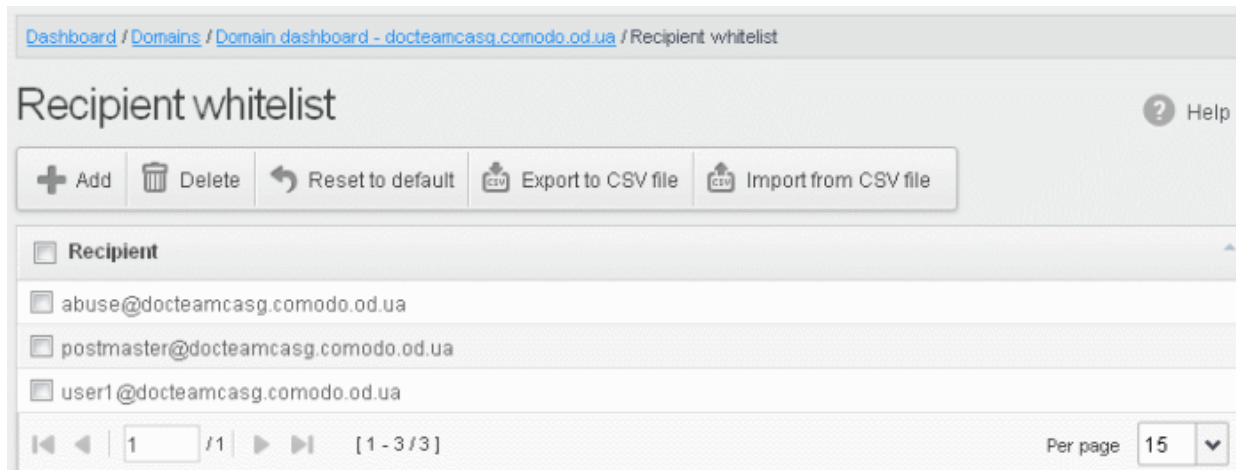 Dashboard / Domains / Domain dashboard - docteamcasg.comodo.od.ua / Recipient whitelist
Recipient whitelist
? Help
Add Delete Reset to default CSV Export to CSV file CSV Import from CSV file
Recipient
abuse@docteamcasg.comodo.od.ua
postmaster@docteamcasg.comodo.od.ua
user1@docteamcasg.comodo.od.ua
1 /1 [1-3/3] Per page 15